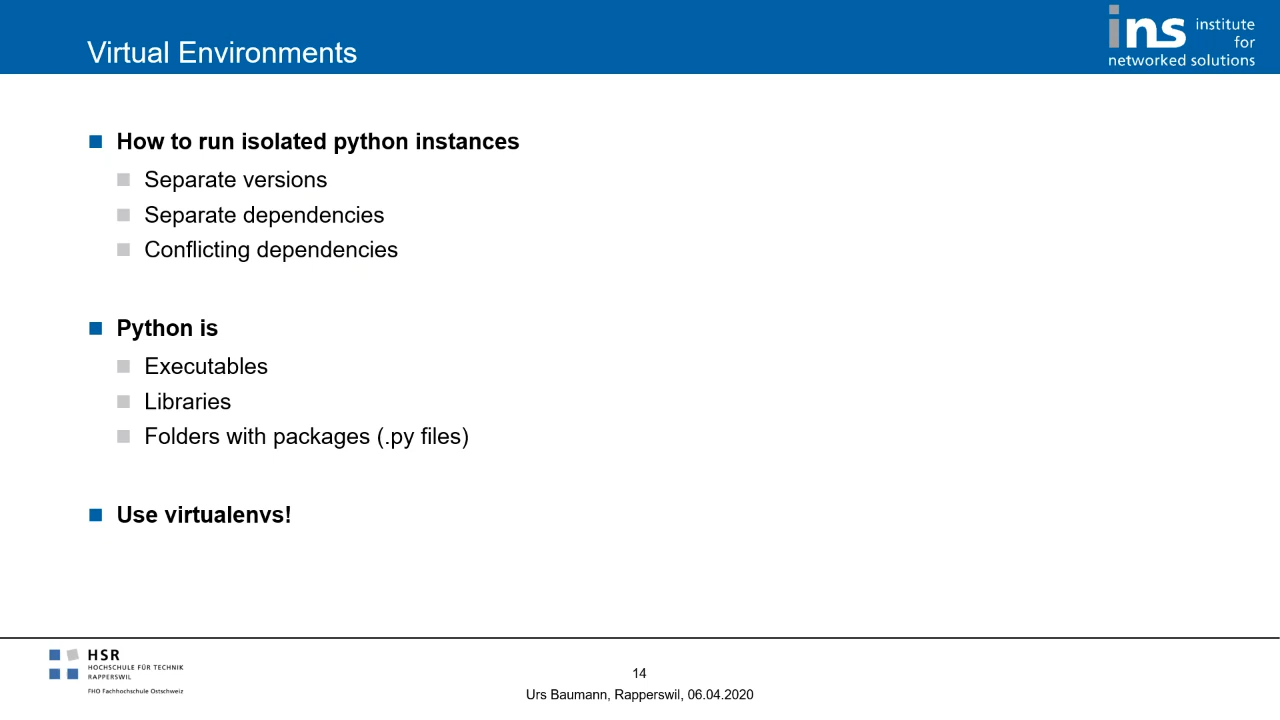 Virtual Environments
ins institute
for
networked solutions
How to run isolated python instances
Separate versions
Separate dependencies
Conflicting dependencies
Python is
Executables
Libraries
Folders with packages (.py files)
Use virtualenvs!
HSR
HOCHSCHULE FÜR TECHNIK
RAPPERSWIL
FHO Fachhochschule Ostschweiz
14
Urs Baumann, Rapperswil, 06.04.2020